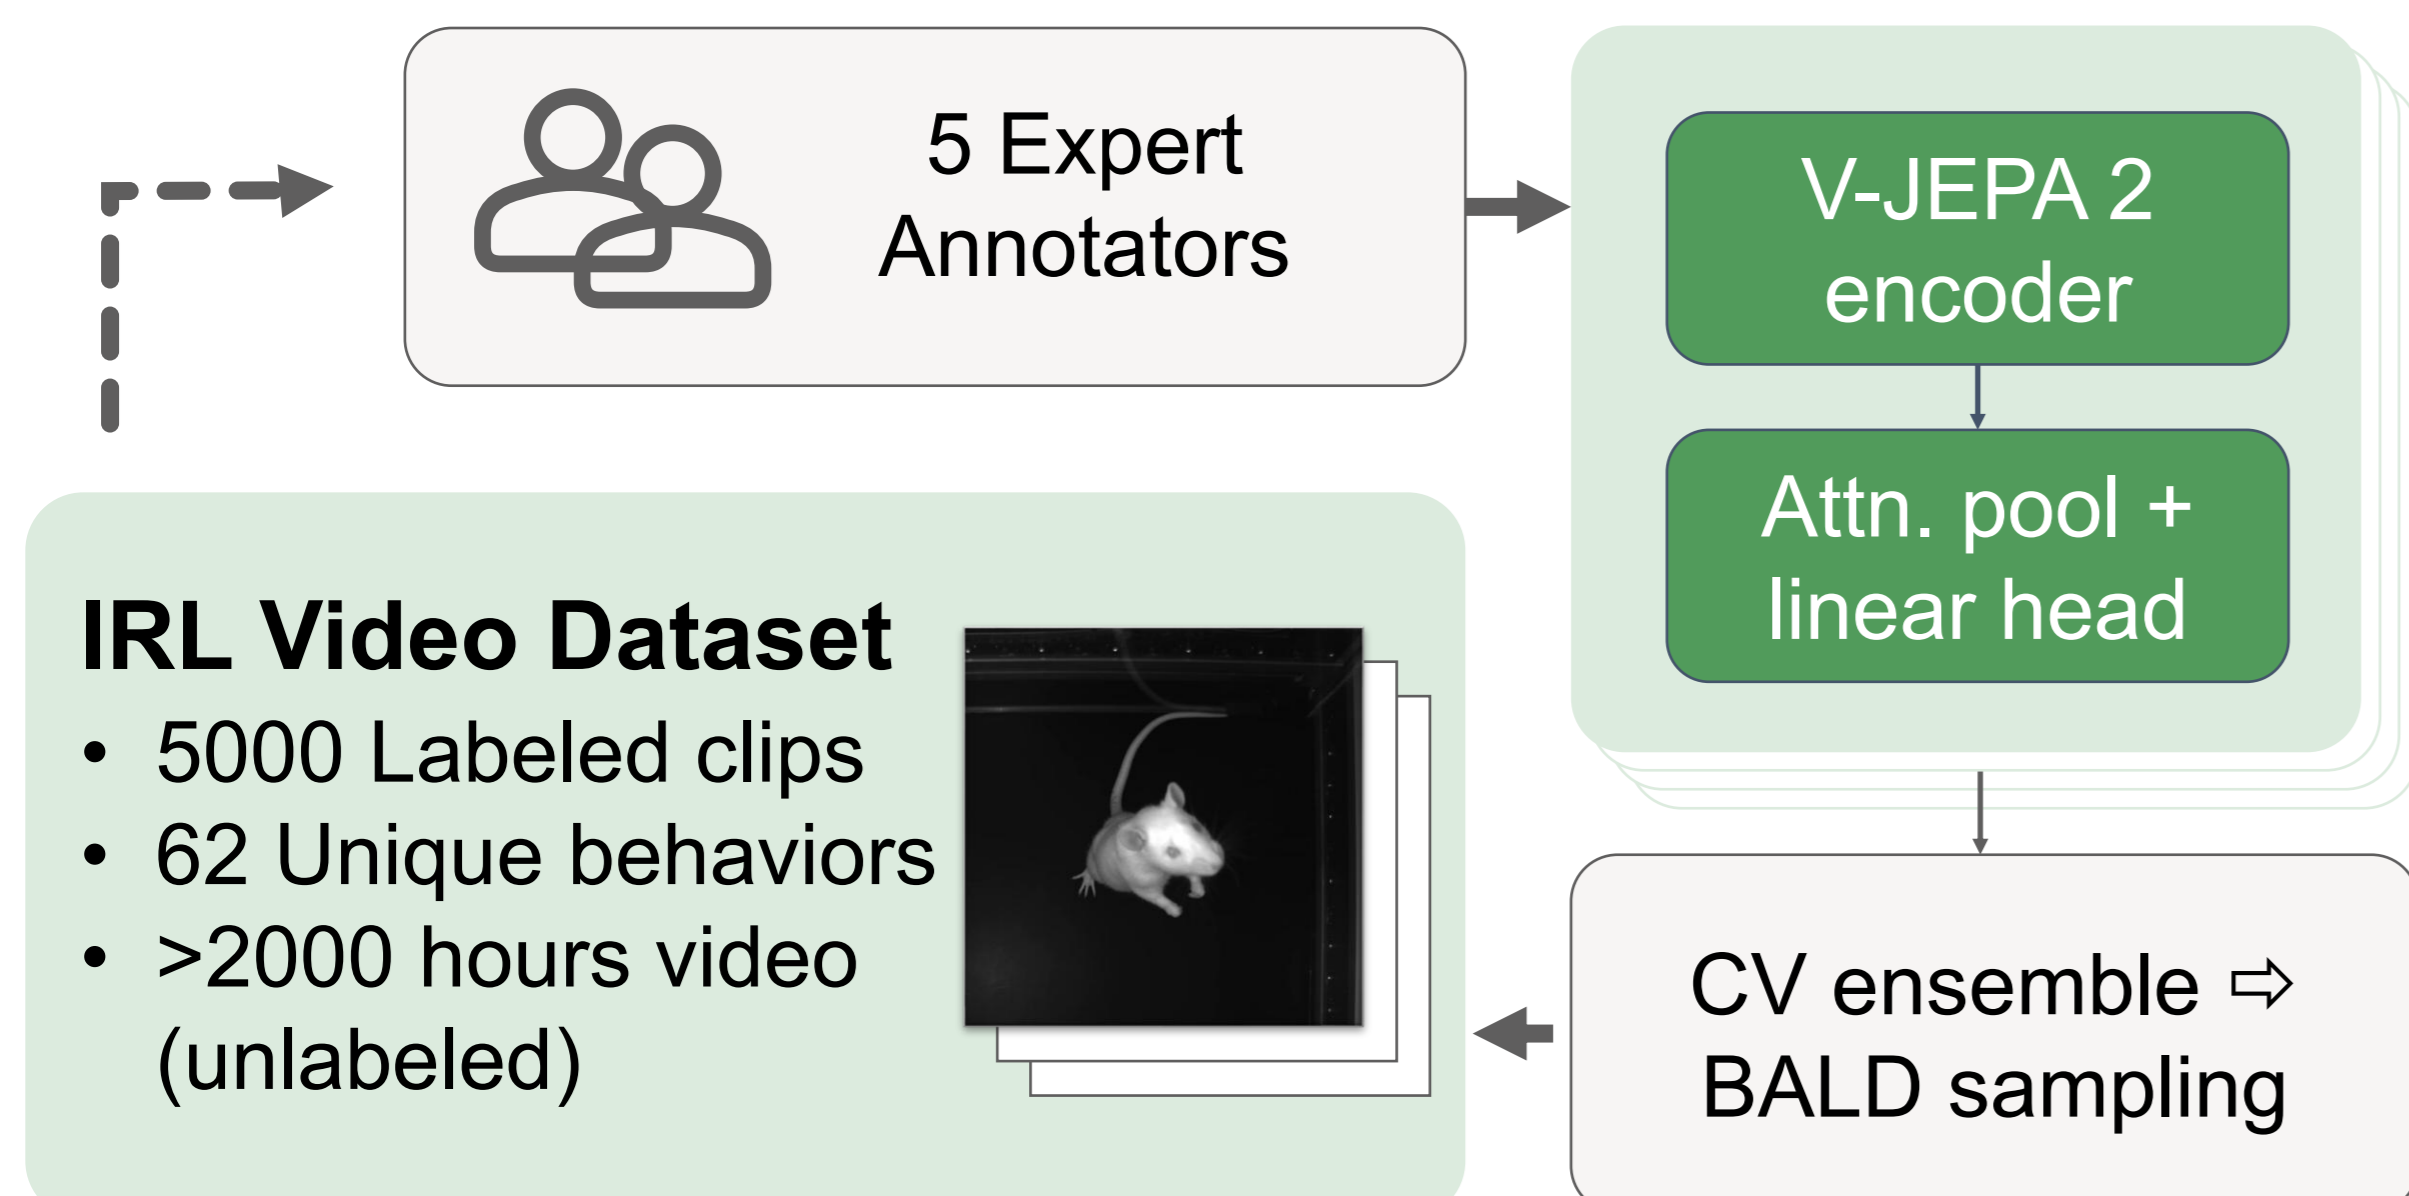 5 Expert
Annotators
V-JEPA 2
encoder
Attn. pool +
linear head
IRL Video Dataset
• 5000 Labeled clips
• 62 Unique behaviors
• >2000 hours video
(unlabeled)
CV ensemble ⇨
BALD sampling